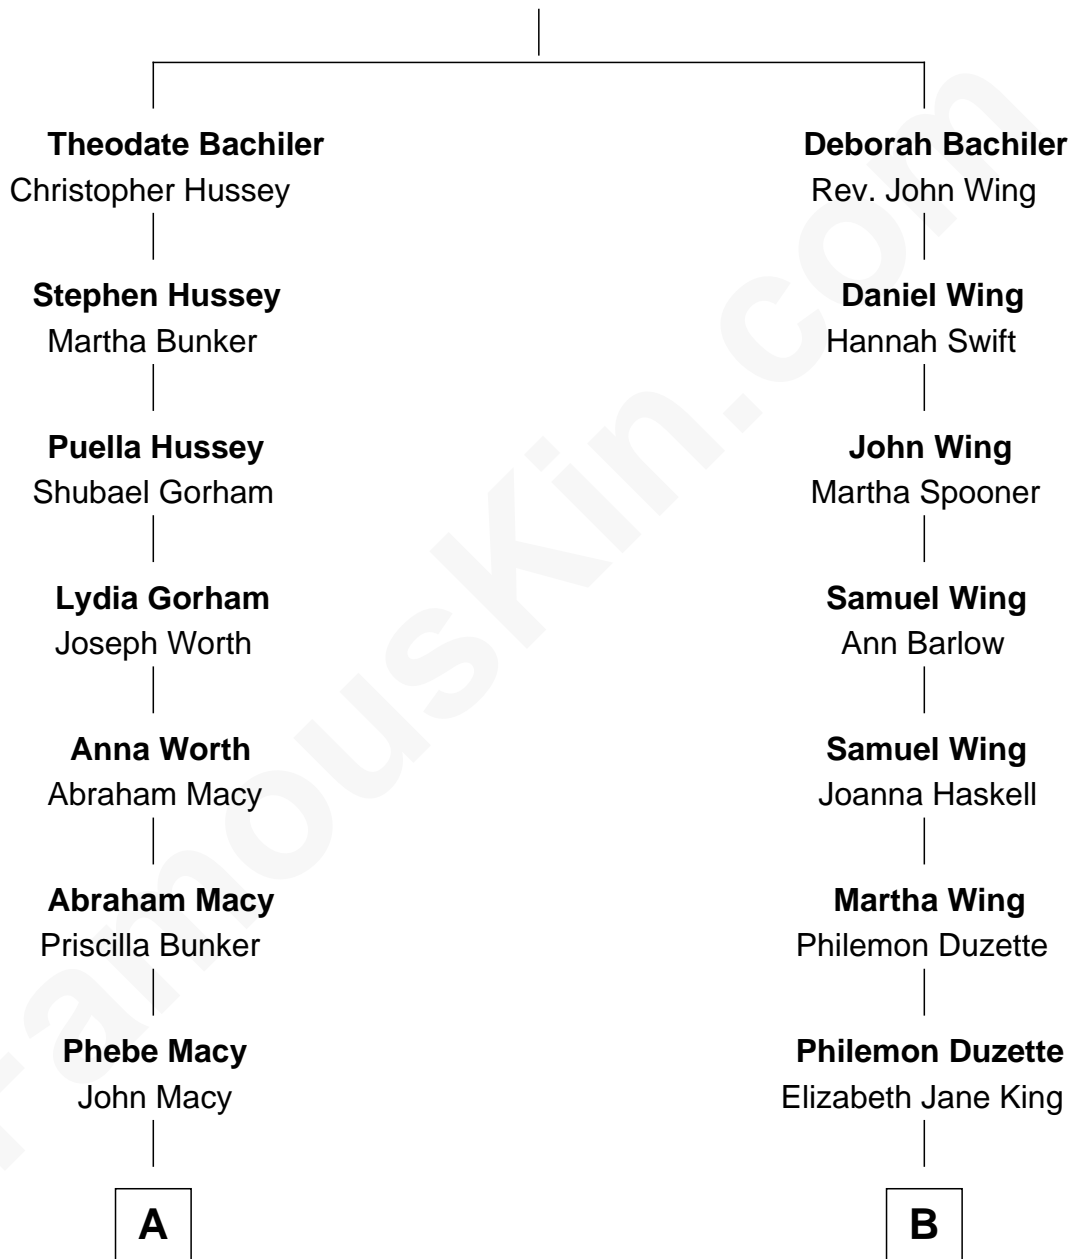 Theodate Bachiler
Christopher Hussey
Deborah Bachiler
Rev. John Wing
Stephen Hussey
Martha Bunker
Daniel Wing
Hannah Swift
Puella Hussey
Shubael Gorham
John Wing
Martha Spooner
Lydia Gorham
Joseph Worth
Samuel Wing
Ann Barlow
Anna Worth
Abraham Macy
Samuel Wing
Joanna Haskell
Abraham Macy
Priscilla Bunker
Martha Wing
Philemon Duzette
Phebe Macy
John Macy
Philemon Duzette
Elizabeth Jane King
A
B
FamousKin.com